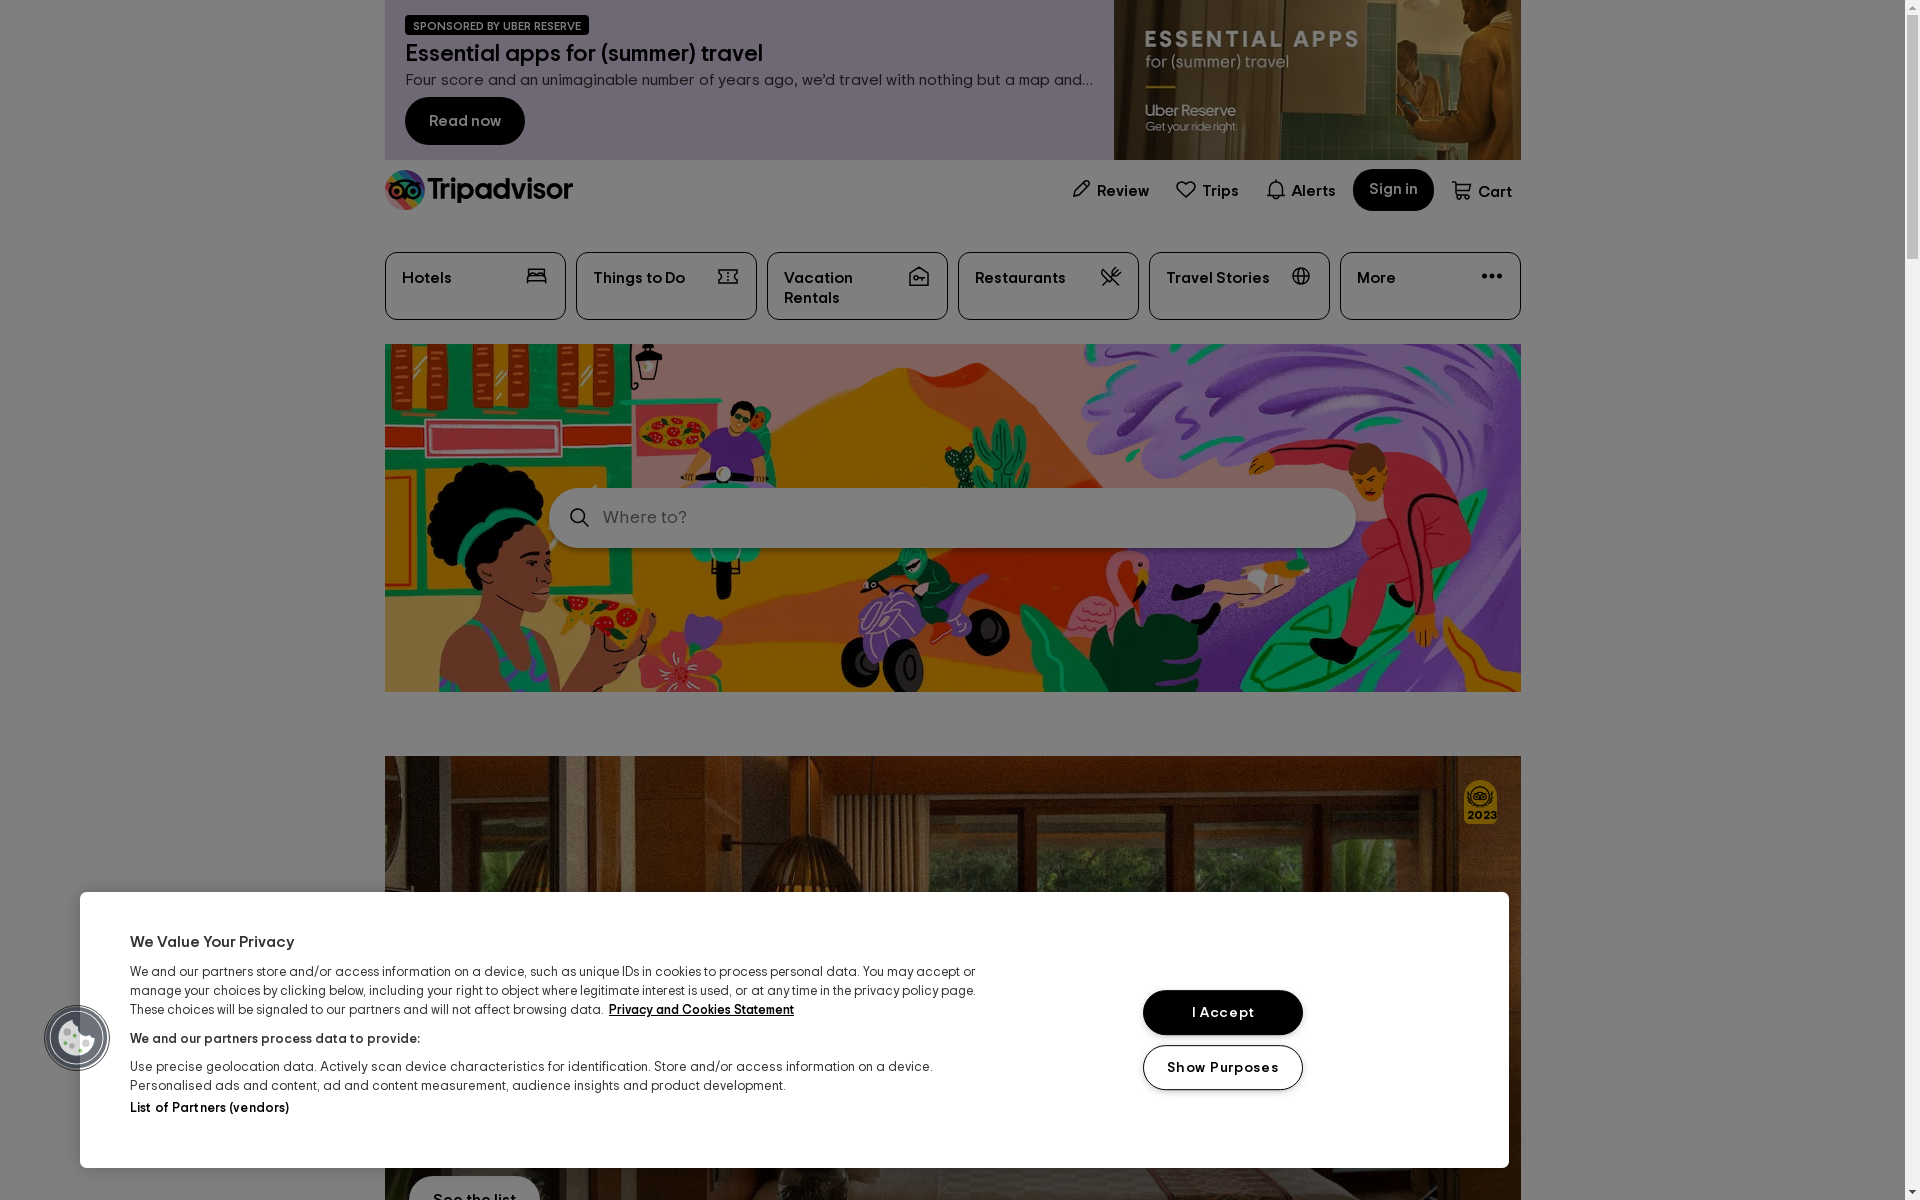 SPONSORED BY UBER RESERVE
Essential apps for (summer) travel
Four score and an unimaginable number of years ago, we'd travel with nothing but a map and...
Read now
ESSENTIAL APPS
for (summer) travel
Uber Reserve
Get your ride right
Tripadvisor
Review
Trips
Alerts
Sign in
Cart
Hotels
Things to Do
Vacation
Rentals
Restaurants
Travel Stories
More
Where to?
2023
We Value Your Privacy
We and our partners store and/or access information on a device, such as unique IDs in cookies to process personal data. You may accept or
manage your choices by clicking below, including your right to object where legitimate interest is used, or at any time in the privacy policy page.
These choices will be signaled to our partners and will not affect browsing data. Privacy and Cookies Statement
We and our partners process data to provide:
Use precise geolocation data. Actively scan device characteristics for identification. Store and/or access information on a device.
Personalised ads and content, ad and content measurement, audience insights and product development.
List of Partners (vendors)
I Accept
Show Purposes
See the list